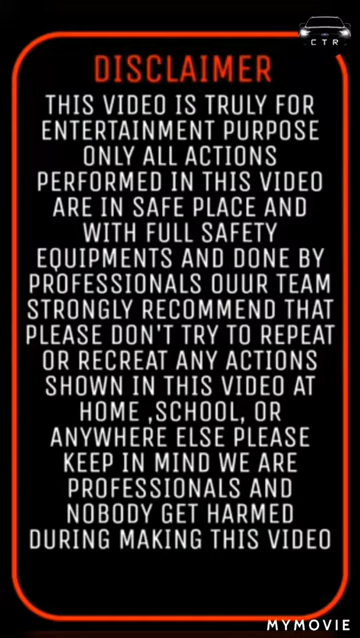 CTR
DISCLAIMER
THIS VIDEO IS TRULY FOR
ENTERTAINMENT PURPOSE
ONLY ALL ACTIONS
PERFORMED IN THIS VIDEO
ARE IN SAFE PLACE AND
WITH FULL SAFETY
EQUIPMENTS AND DONE BY
PROFESSIONALS OUUR TEAM
STRONGLY RECOMMEND THAT
PLEASE DON'T TRY TO REPEAT
OR RECREAT ANY ACTIONS
SHOWN IN THIS VIDEO AT
HOME ,SCHOOL, OR
ANYWHERE ELSE PLEASE
KEEP IN MIND WE ARE
PROFESSIONALS AND
NOBODY GET HARMED
DURING MAKING THIS VIDEO
MYMOVIE